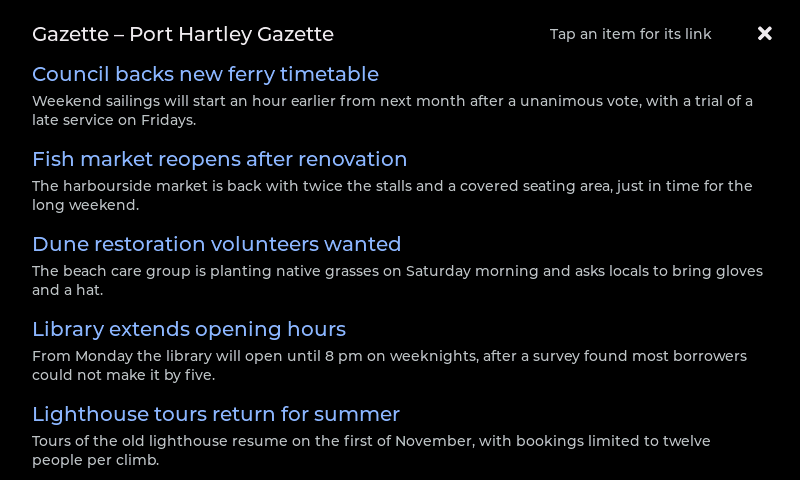 Gazette – Port Hartley Gazette
Tap an item for its link
Council backs new ferry timetable
Weekend sailings will start an hour earlier from next month after a unanimous vote, with a trial of a
late service on Fridays.
Fish market reopens after renovation
The harbourside market is back with twice the stalls and a covered seating area, just in time for the
long weekend.
Dune restoration volunteers wanted
The beach care group is planting native grasses on Saturday morning and asks locals to bring gloves
and a hat.
Library extends opening hours
From Monday the library will open until 8 pm on weeknights, after a survey found most borrowers
could not make it by five.
Lighthouse tours return for summer
Tours of the old lighthouse resume on the first of November, with bookings limited to twelve
people per climb.